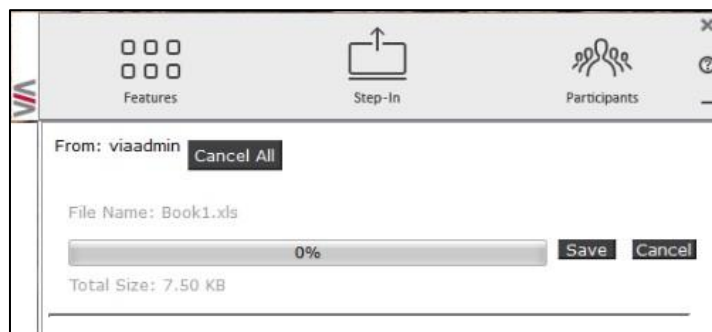 Features Step-In Participants
From: viaadmin Cancel All
File Name: Book1.xls
0% Save Cancel
Total Size: 7.50 KB